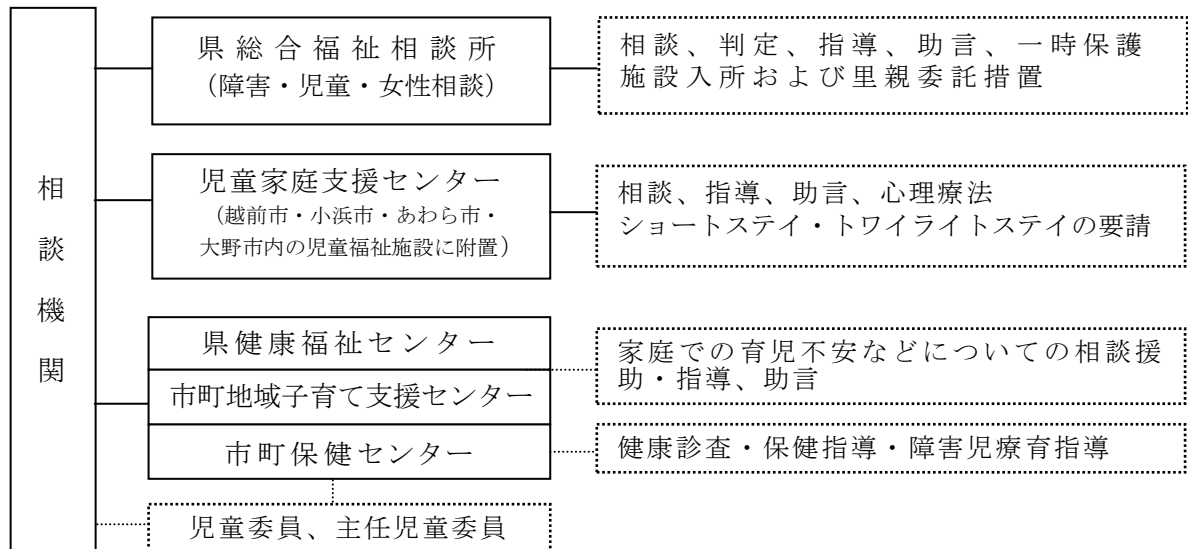 相談機関
県総合福祉相談所
（障害・児童・女性相談）
相談、判定、指導、助言、一時保護
施設入所および里親委託措置
児童家庭支援センター
（越前市・小浜市・あわら市・
大野市内の児童福祉施設に附置）
相談、指導、助言、心理療法
ショートステイ・トワイライトステイの要請
県健康福祉センター
市町地域子育て支援センター
市町保健センター
家庭での育児不安などについての相談援
助・指導、助言
健康診査・保健指導・障害児療育指導
児童委員、主任児童委員